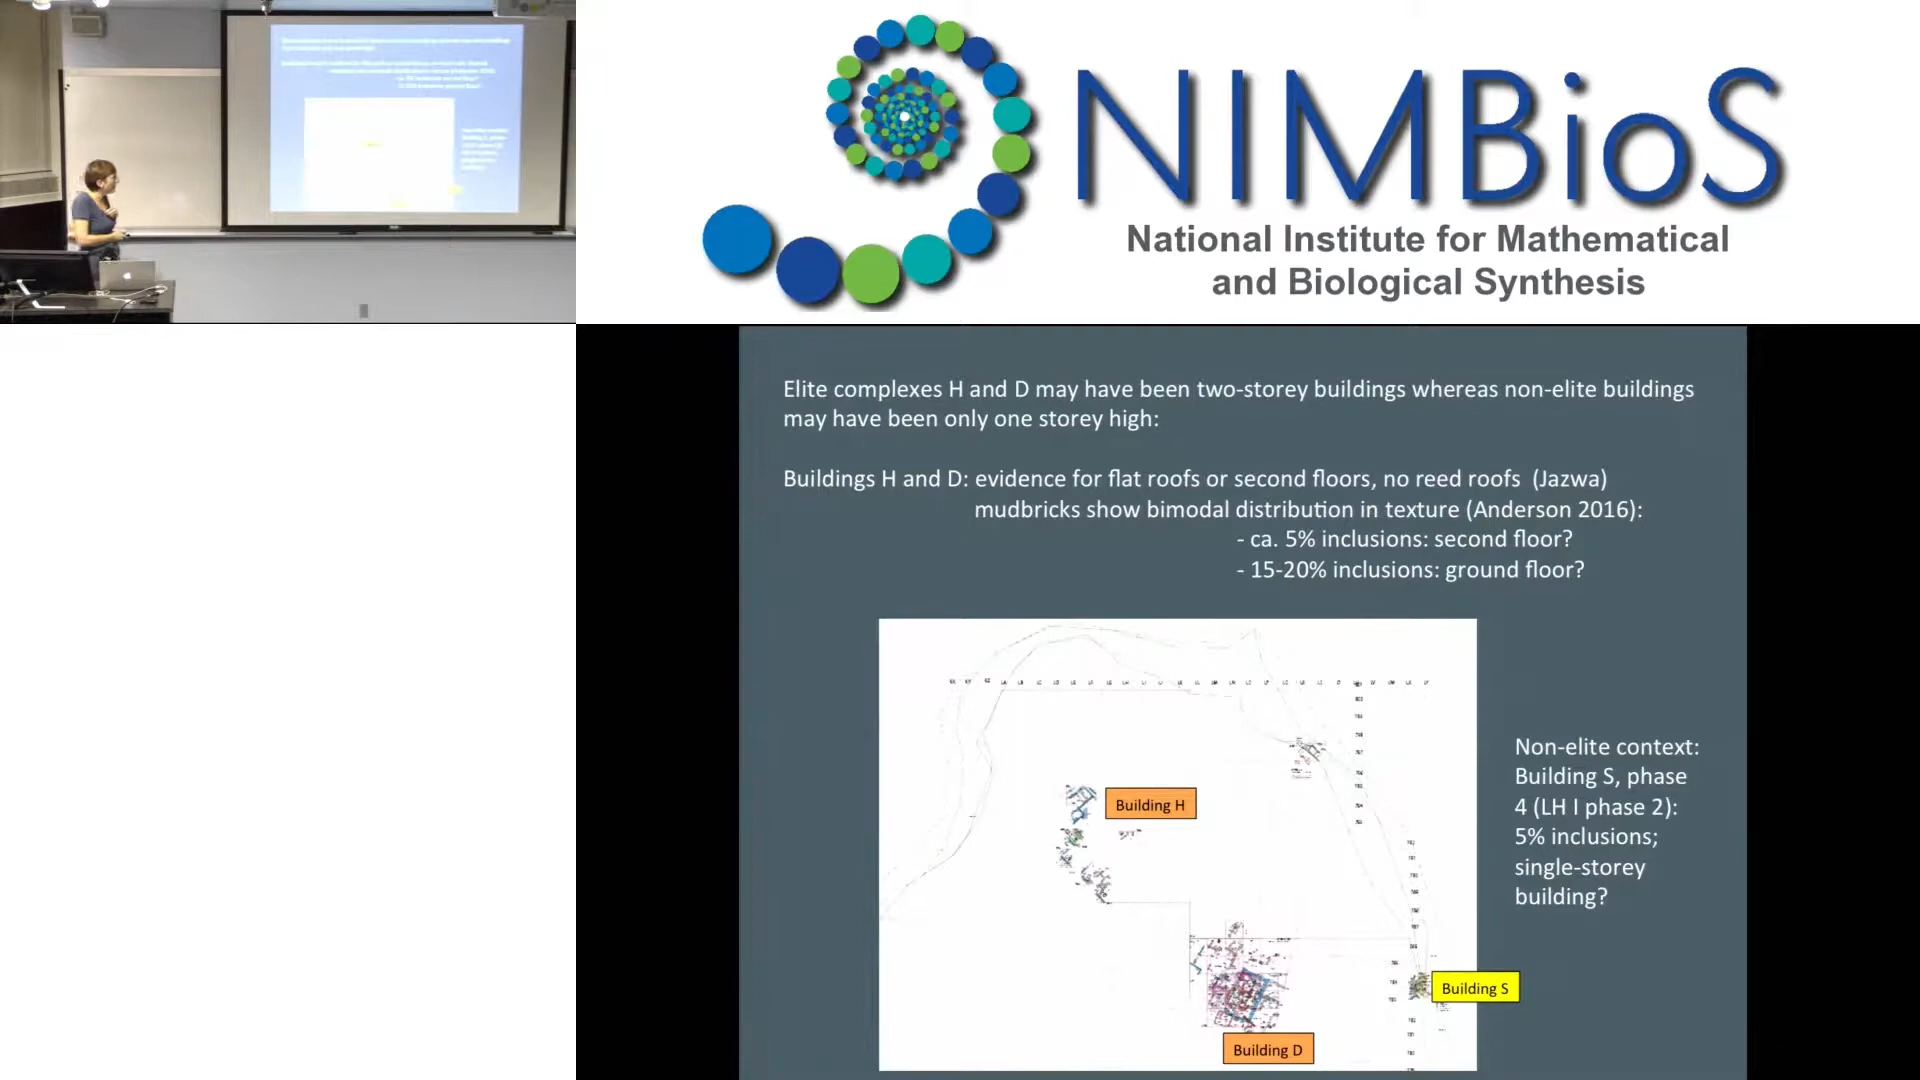 NIMBioS
National Institute for Mathematical
and Biological Synthesis
Elite complexes H and D may have been two-storey buildings whereas non-elite buildings
may have been only one storey high:
Buildings H and D: evidence for flat roofs or second floors, no reed roofs (Jazwa)
mudbricks show bimodal distribution in texture (Anderson 2016):
- ca. 5% inclusions: second floor?
- 15-20% inclusions: ground floor?
Building H
Non-elite context:
Building S, phase
4 (LH I phase 2):
5% inclusions;
single-storey
building?
Building S
Building D